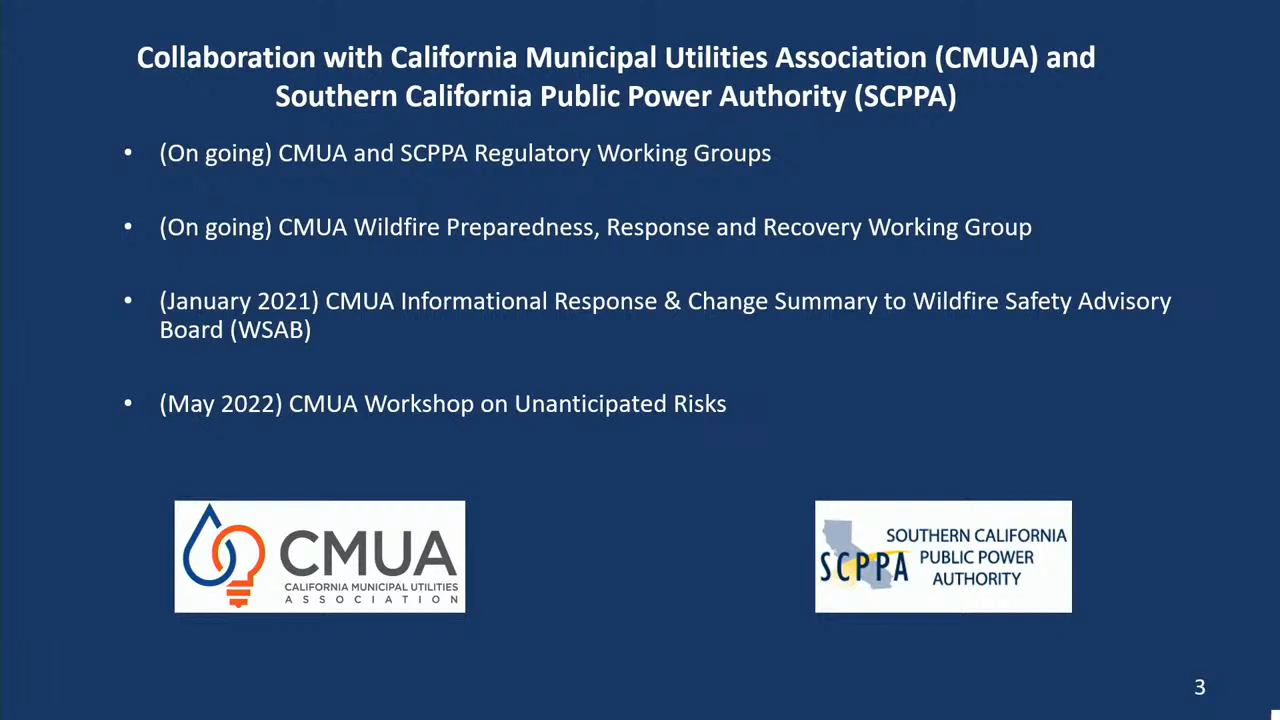 Collaboration with California Municipal Utilities Association (CMUA) and
Southern California Public Power Authority (SCPPA)
• (On going) CMUA and SCPPA Regulatory Working Groups
• (On going) CMUA Wildfire Preparedness, Response and Recovery Working Group
• (January 2021) CMUA Informational Response & Change Summary to Wildfire Safety Advisory
Board (WSAB)
• (May 2022) CMUA Workshop on Unanticipated Risks
CMUA
CALIFORNIA MUNICIPAL UTILITIES
ASSOCIATION
SCPPA
SOUTHERN CALIFORNIA
PUBLIC POWER
AUTHORITY
3